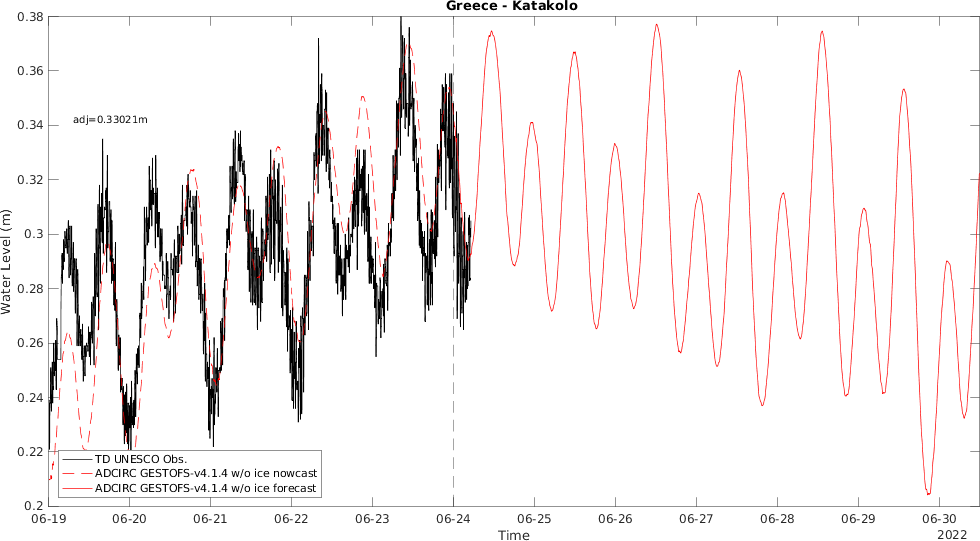 Greece - Katakolo
0.38
0.36
0.34
0.32
0.3
0.28
0.26
0.24
0.22
0.2
Water Level (m)
adj=0.33021m
TD UNESCO Obs.
ADCIRC GESTOFS-v4.1.4 w/o ice nowcast
ADCIRC GESTOFS-v4.1.4 w/o ice forecast
06-19 06-20 06-21 06-22 06-23 06-24 06-25 06-26 06-27 06-28 06-29 06-30
Time
2022